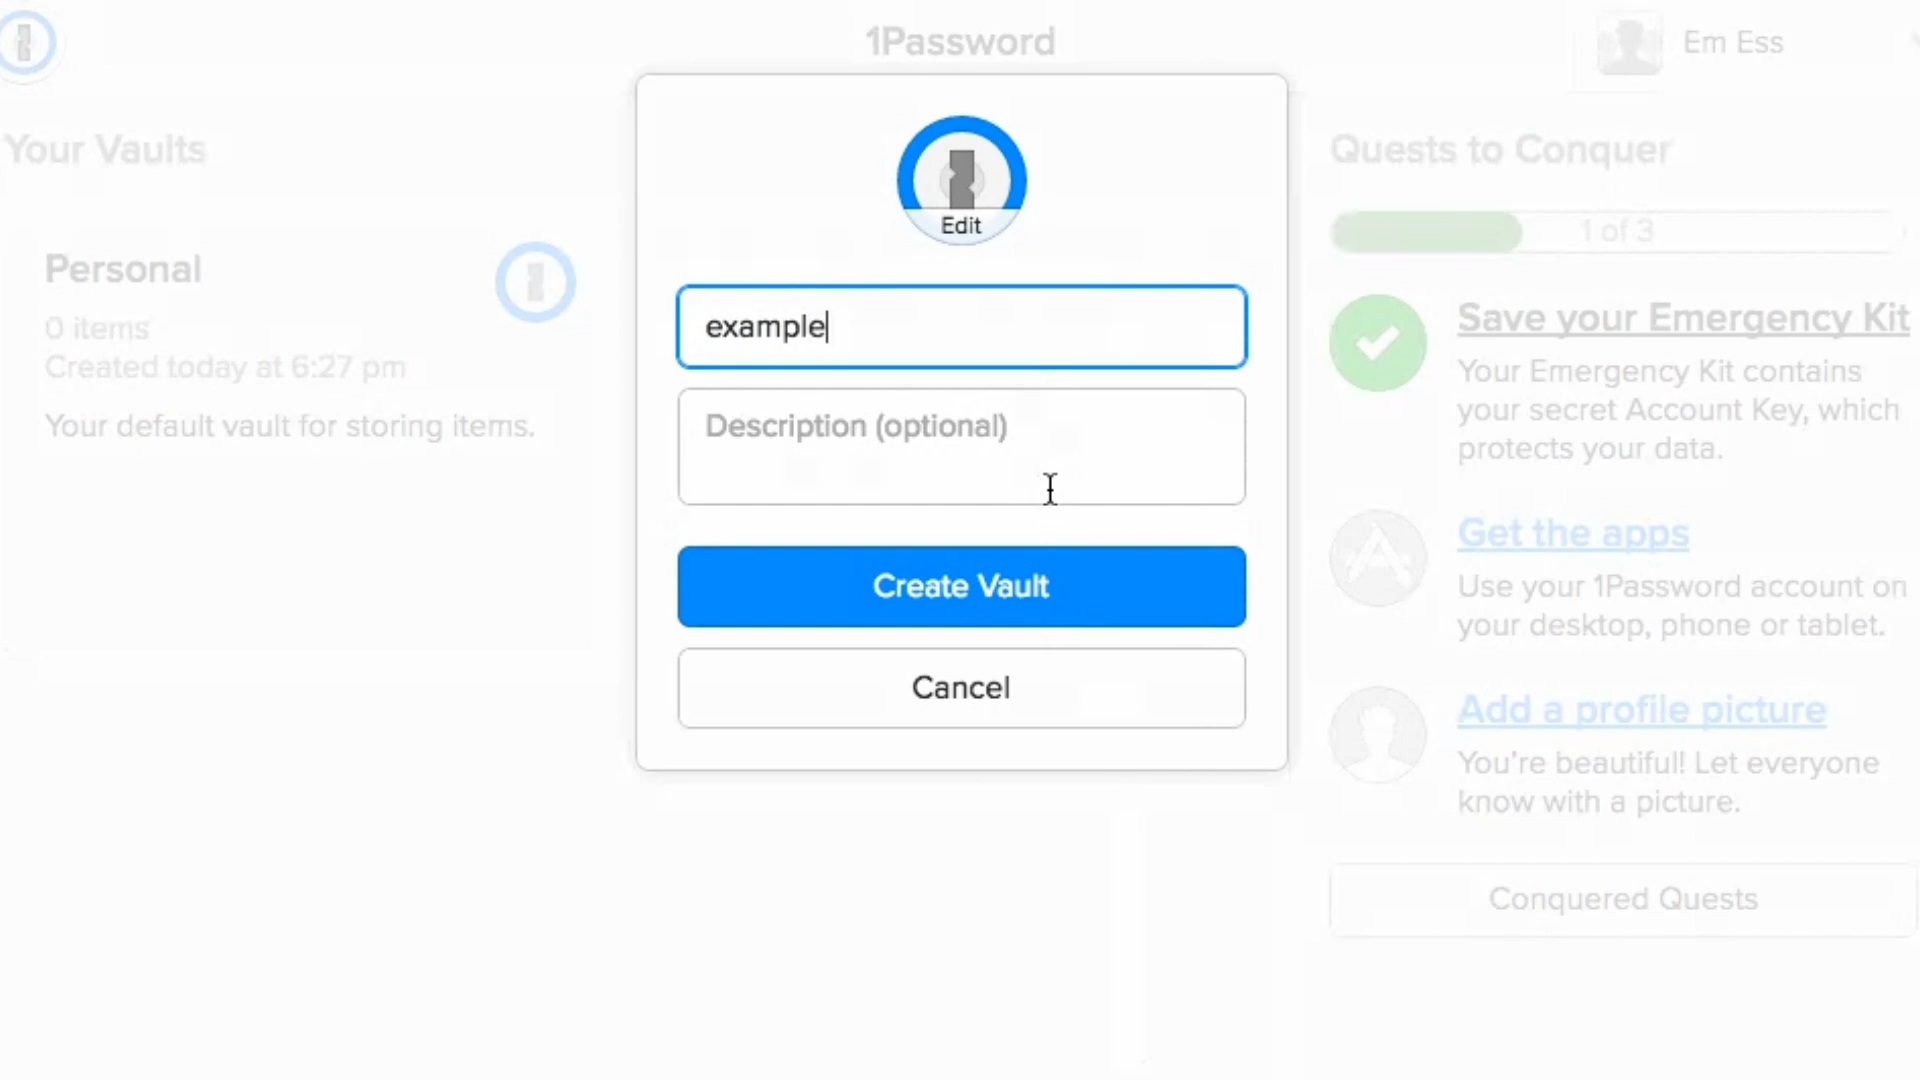 1Password
Em Ess
Your Vaults
Personal
0 items
Created today at 6:27 pm
Your default vault for storing items.
Edit
example
Description (optional)
Create Vault
Cancel
Quests to Conquer
1 of 3
Save your Emergency Kit
Your Emergency Kit contains
your secret Account Key, which
protects your data.
Get the apps
Use your 1Password account on
your desktop, phone or tablet.
Add a profile picture
You're beautiful! Let everyone
know with a picture.
Conquered Quests